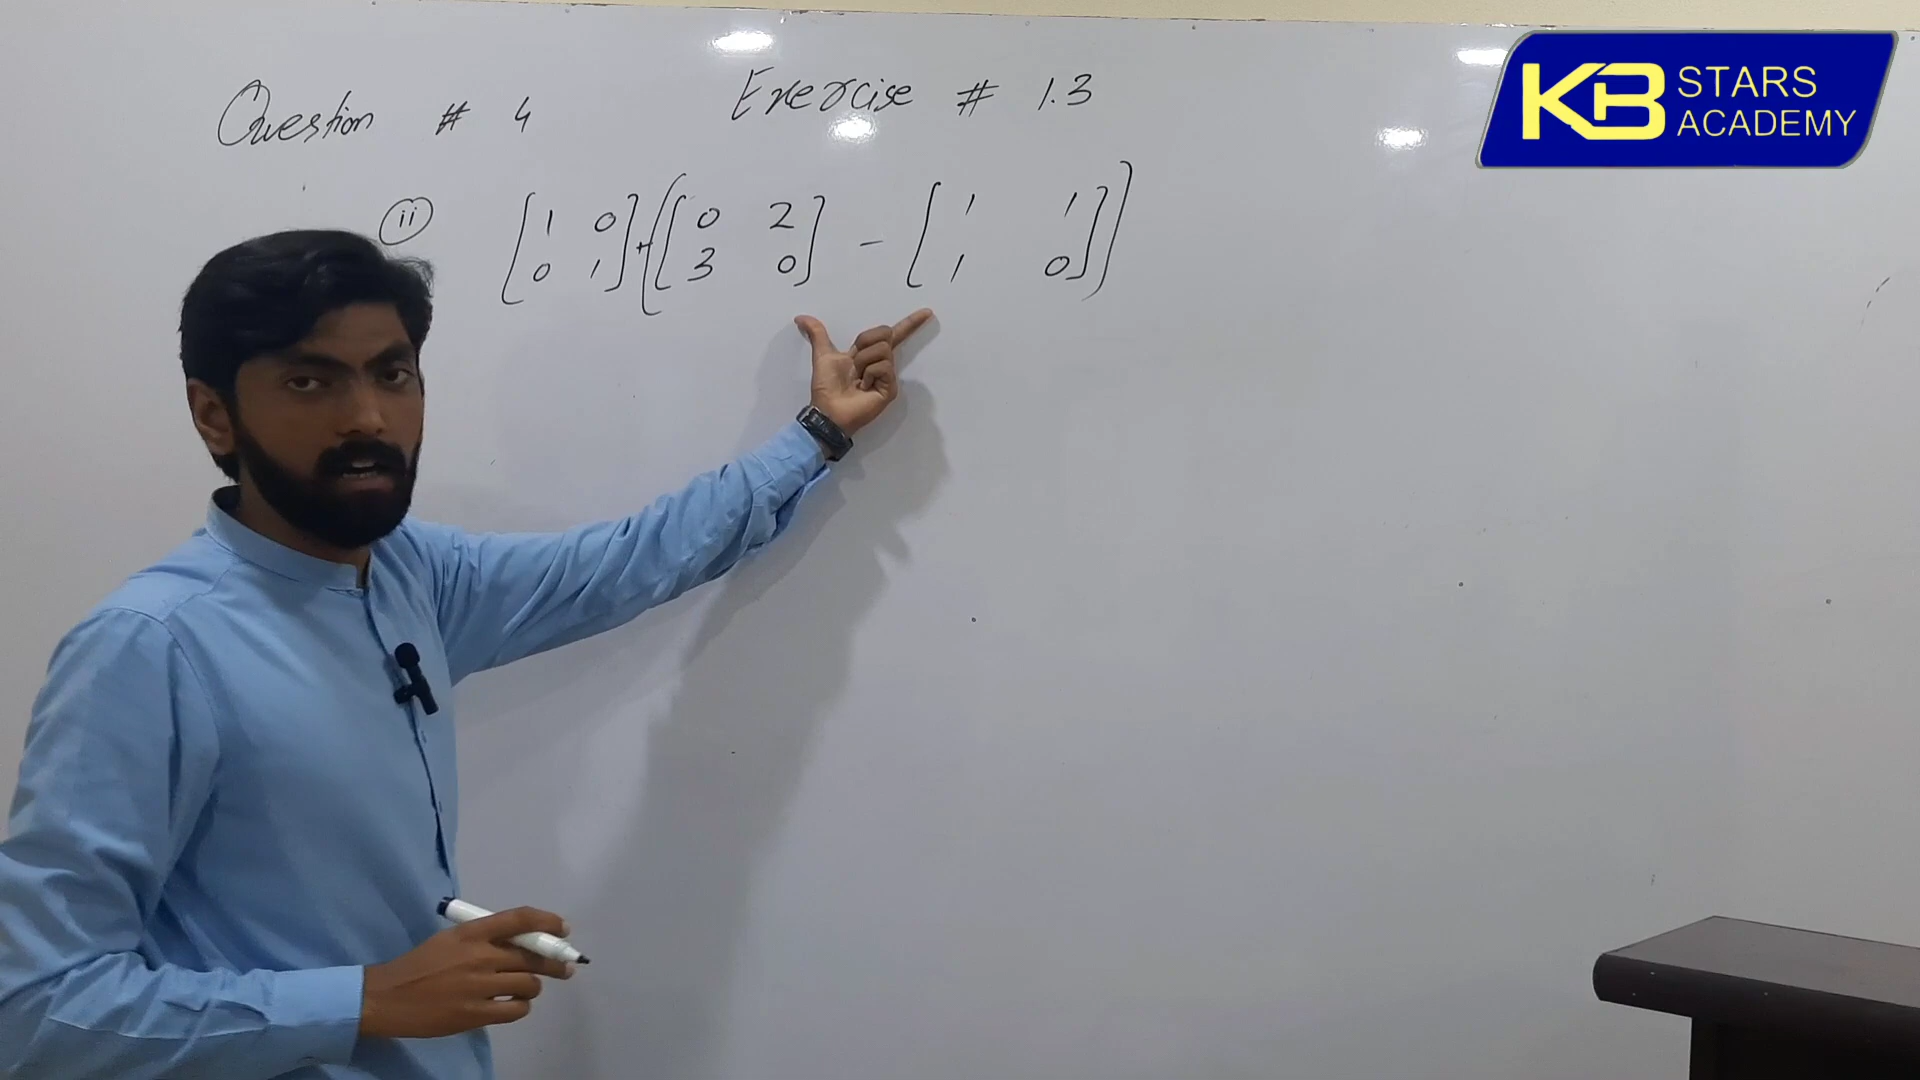 Question # 4 Exercise # 1.3
(ii) [1 0] + ([0 2] - [1 1])
[0 1] [3 0] [1 0]
KB STARS
ACADEMY